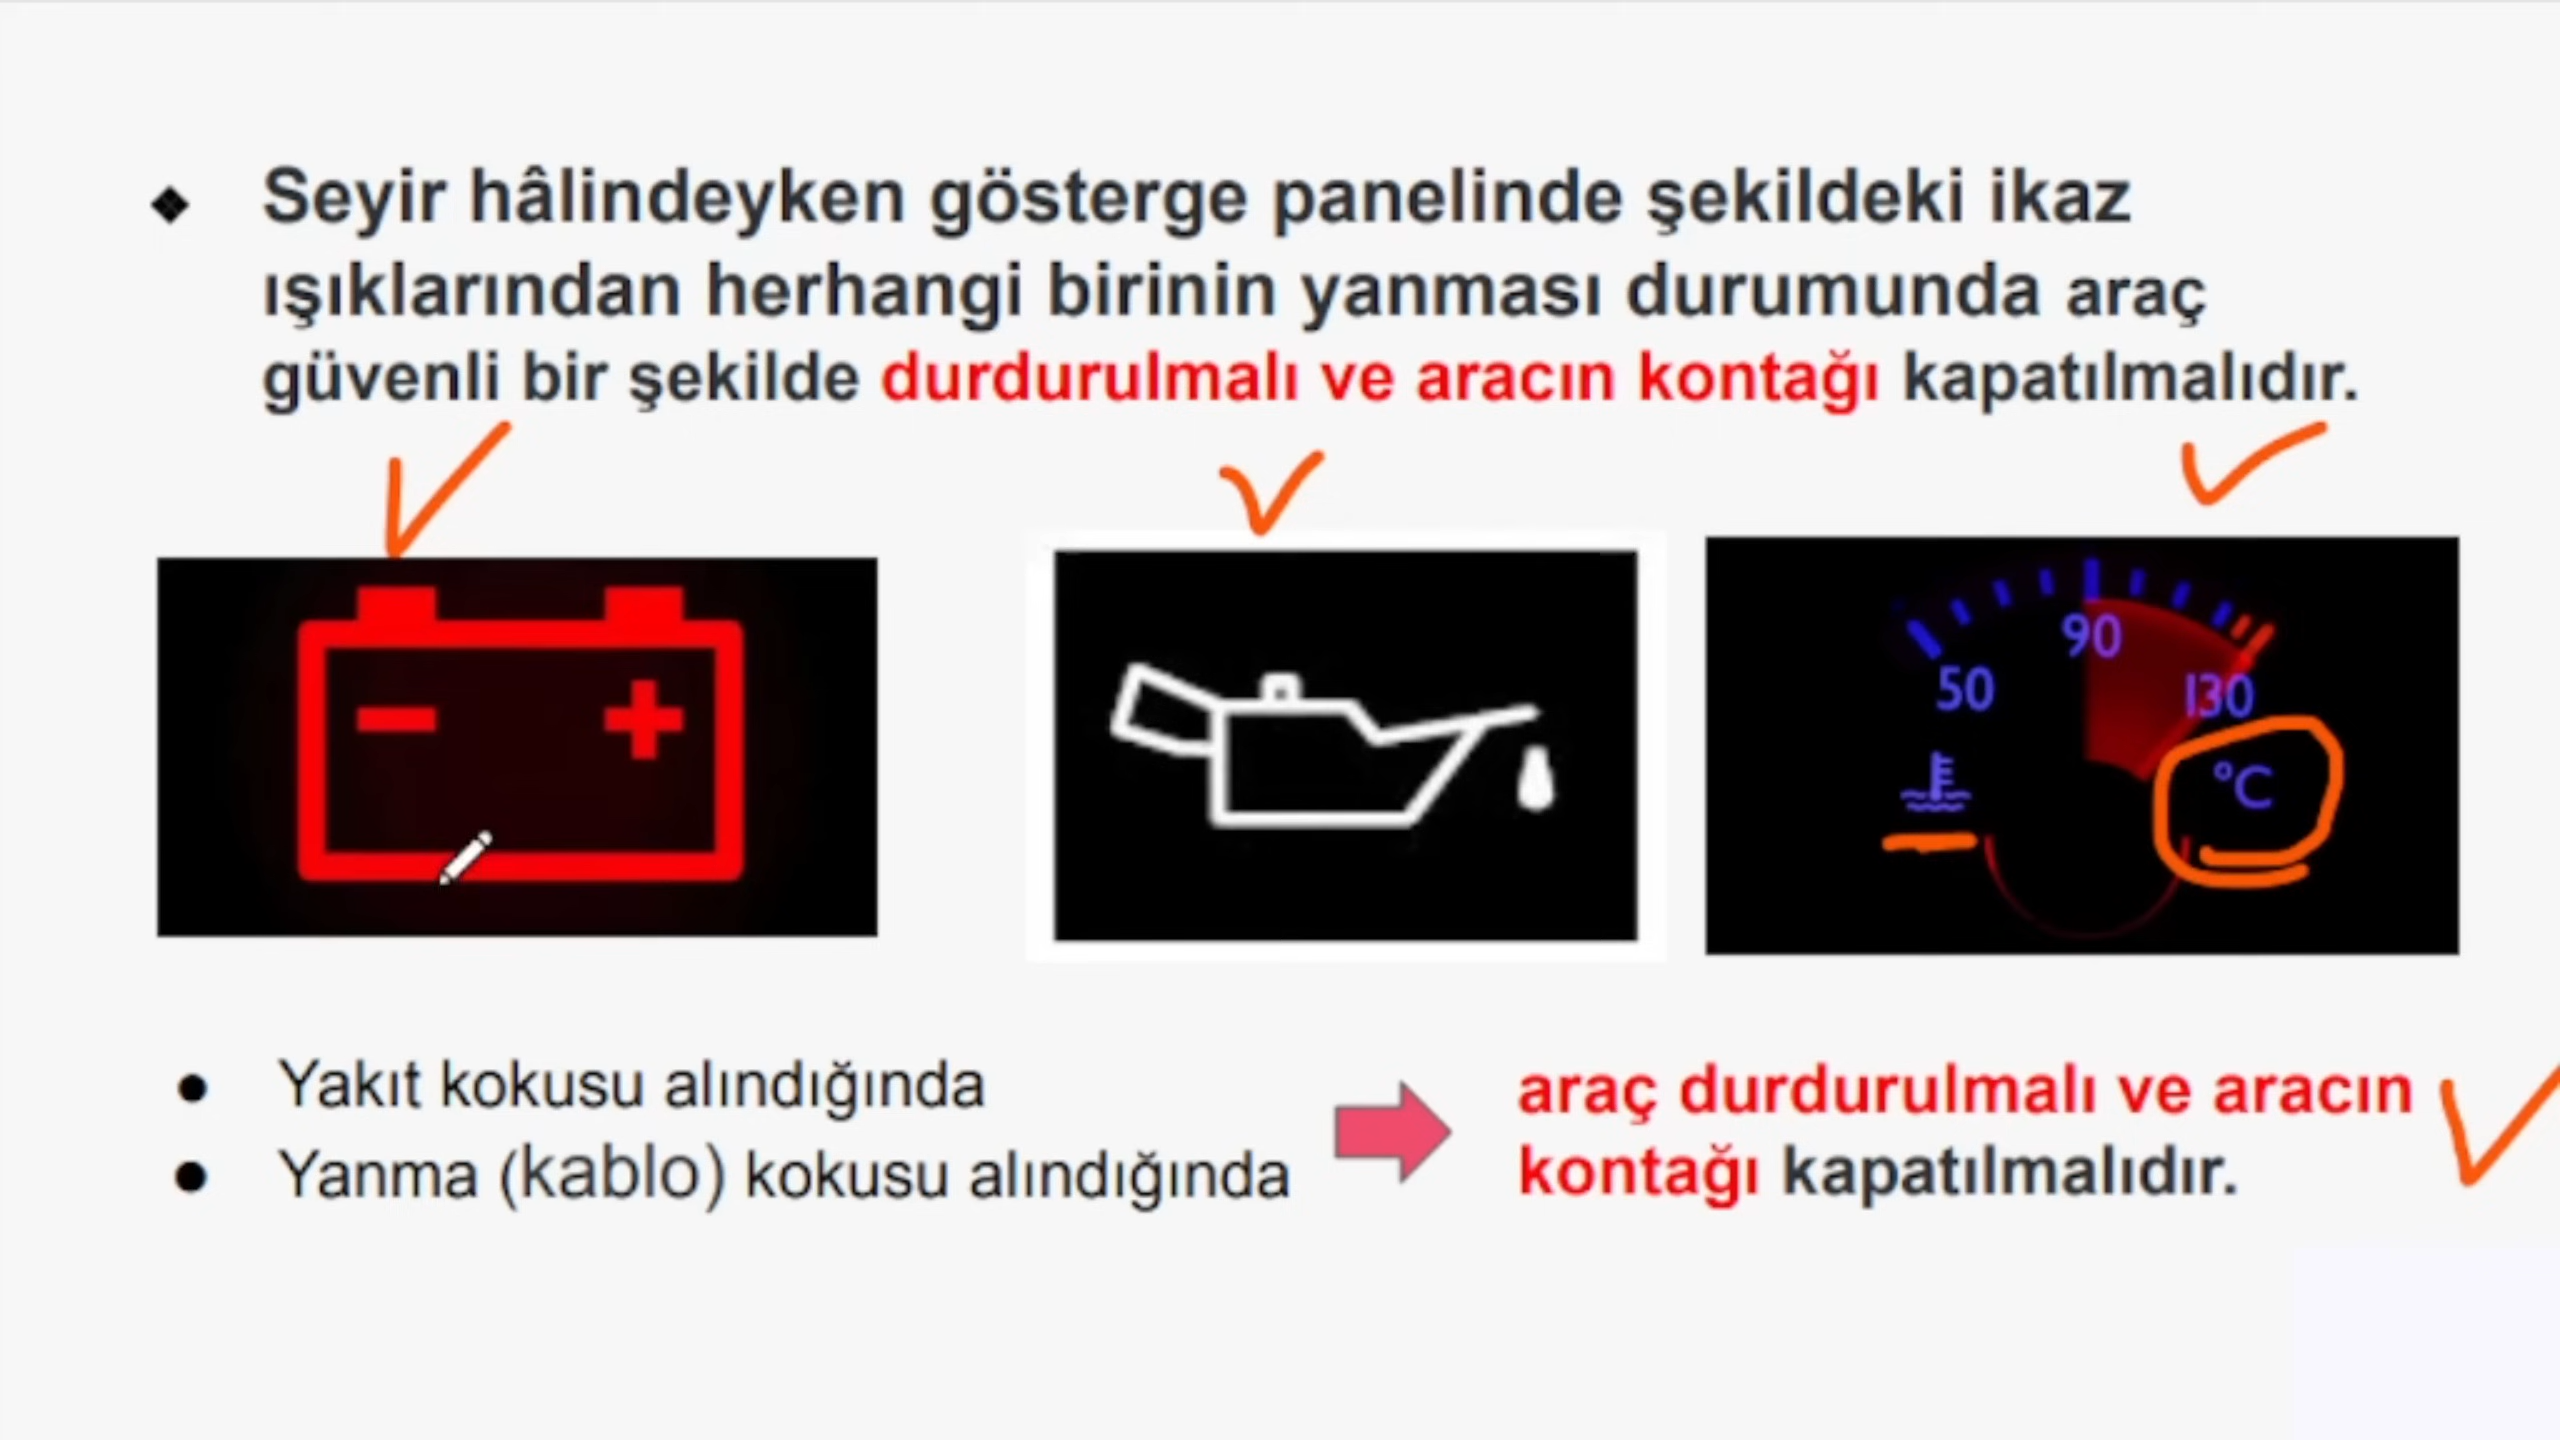 Seyir hâlindeyken gösterge panelinde şekildeki ikaz
ışıklarından herhangi birinin yanması durumunda araç
güvenli bir şekilde durdurulmalı ve aracın kontağı kapatılmalıdır.
- +
50 90 130
°C
Yakıt kokusu alındığında
Yanma (kablo) kokusu alındığında
araç durdurulmalı ve aracın
kontağı kapatılmalıdır.